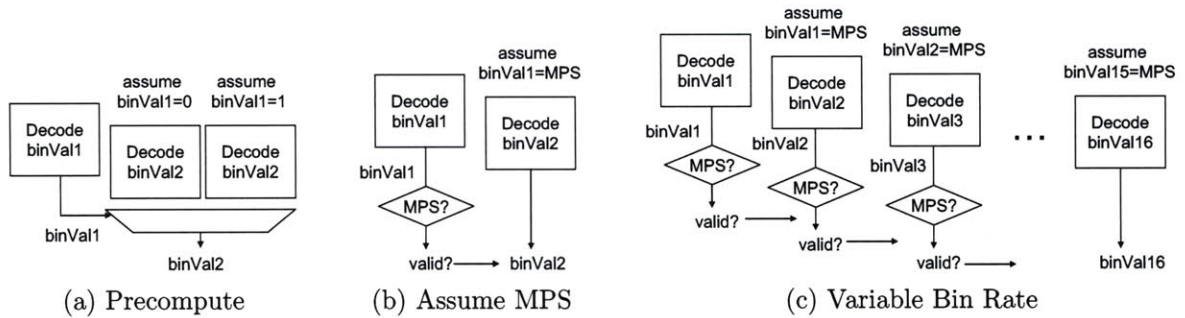 Decode
binVal1
assume
binVal1=0
Decode
binVal2
assume
binVal1=1
Decode
binVal2
binVal1
binVal2
(a) Precompute
Decode
binVal1
assume
binVal1=MPS
Decode
binVal2
binVal1
MPS?
valid?
binVal2
(b) Assume MPS
Decode
binVal1
assume
binVal1=MPS
Decode
binVal2
assume
binVal2=MPS
Decode
binVal3
...
assume
binVal15=MPS
Decode
binVal16
binVal1
MPS?
valid?
binVal2
MPS?
valid?
binVal3
MPS?
valid?
binVal16
(c) Variable Bin Rate